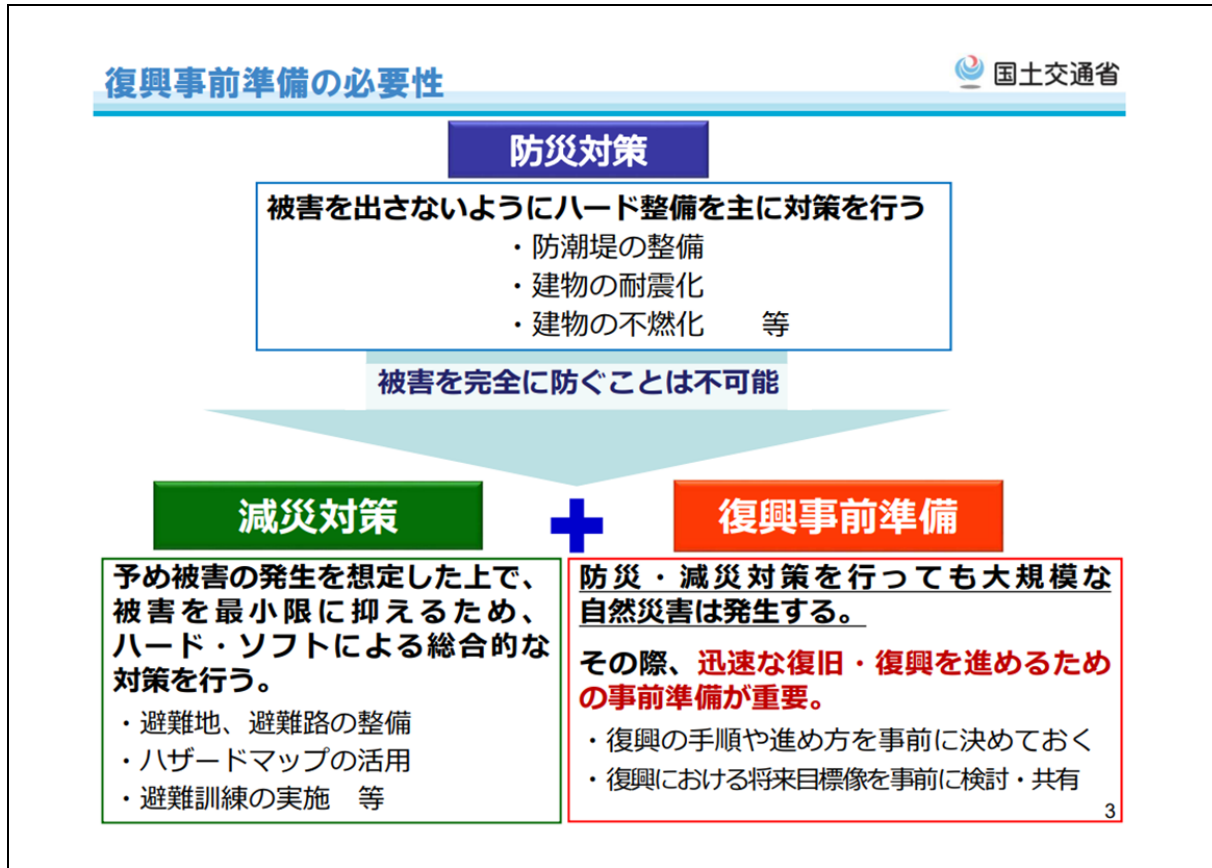 復興事前準備の必要性
国土交通省
防災対策
被害を出さないようにハード整備を主に対策を行う
・防潮堤の整備
・建物の耐震化
・建物の不燃化　　等
被害を完全に防ぐことは不可能
減災対策
予め被害の発生を想定した上で、
被害を最小限に抑えるため、
ハード・ソフトによる総合的な
対策を行う。
・避難地、避難路の整備
・ハザードマップの活用
・避難訓練の実施　等
復興事前準備
防災・減災対策を行っても大規模な
自然災害は発生する。
その際、迅速な復旧・復興を進めるため
の事前準備が重要。
・復興の手順や進め方を事前に決めておく
・復興における将来目標像を事前に検討・共有
3